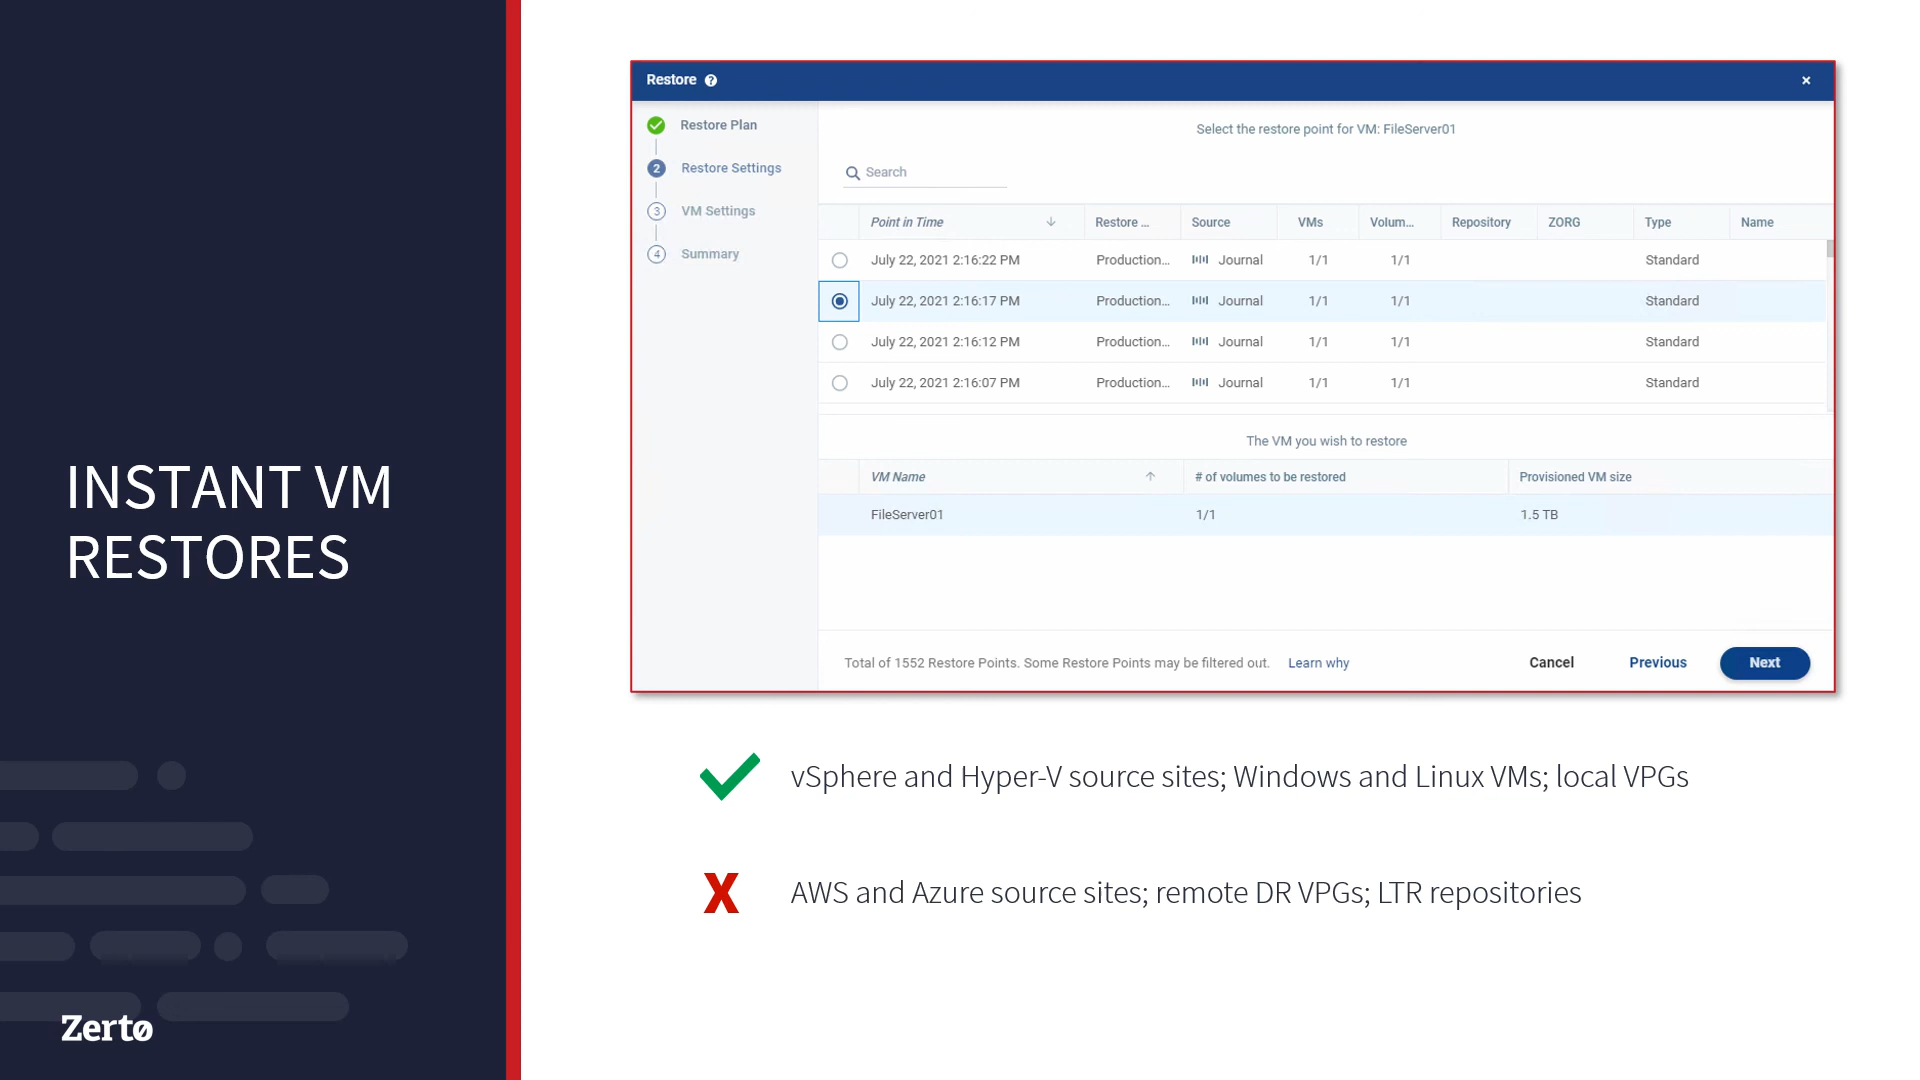 INSTANT VM
RESTORES
Zerto
Restore ?
Restore Plan
2 Restore Settings
3 VM Settings
4 Summary
Select the restore point for VM: FileServer01
Search
Point in Time Restore ... Source VMs Volum... Repository ZORG Type Name
July 22, 2021 2:16:22 PM Production... Journal 1/1 1/1 Standard
July 22, 2021 2:16:17 PM Production... Journal 1/1 1/1 Standard
July 22, 2021 2:16:12 PM Production... Journal 1/1 1/1 Standard
July 22, 2021 2:16:07 PM Production... Journal 1/1 1/1 Standard
The VM you wish to restore
VM Name # of volumes to be restored Provisioned VM size
FileServer01 1/1 1.5 TB
Total of 1552 Restore Points. Some Restore Points may be filtered out. Learn why
Cancel Previous Next
vSphere and Hyper-V source sites; Windows and Linux VMs; local VPGs
X AWS and Azure source sites; remote DR VPGs; LTR repositories